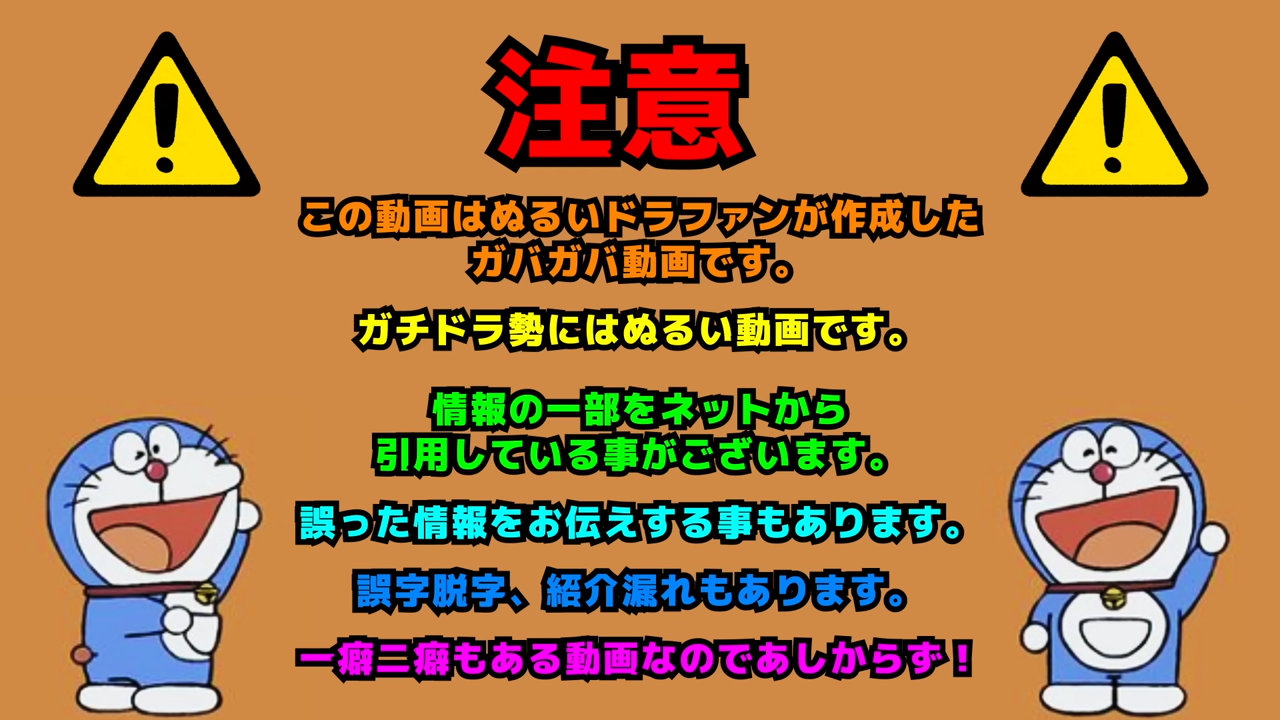 注意
この動画はぬるいドラファンが作成した
ガバガバ動画です。
ガチドラ勢にはぬるい動画です。
情報の一部をネットから
引用している事がございます。
誤った情報をお伝えする事もあります。
誤字脱字、紹介漏れもあります。
一癖二癖もある動画なのであしからず！